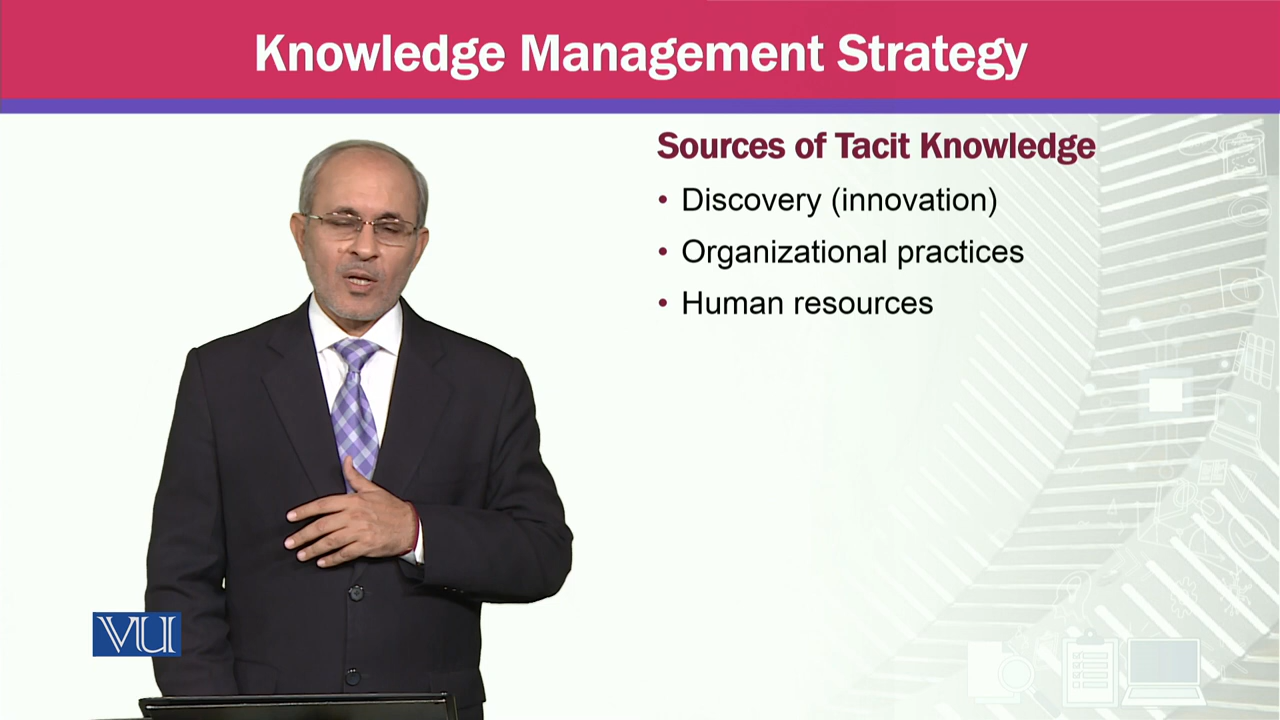 Knowledge Management Strategy
Sources of Tacit Knowledge
• Discovery (innovation)
• Organizational practices
• Human resources
VU